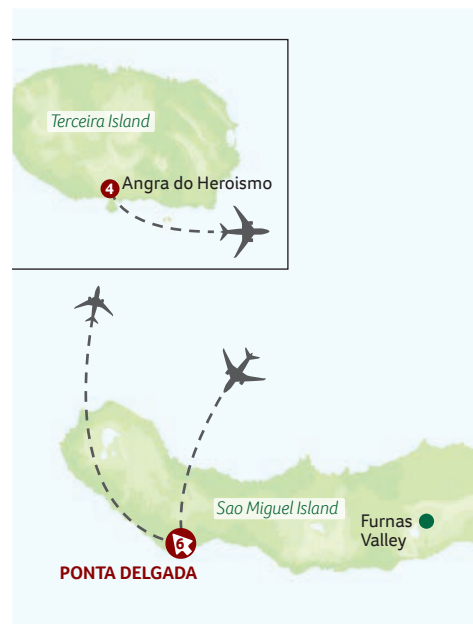 Terceira Island
4 Angra do Heroismo
Sao Miguel Island
Furnas
Valley
6
PONTA DELGADA